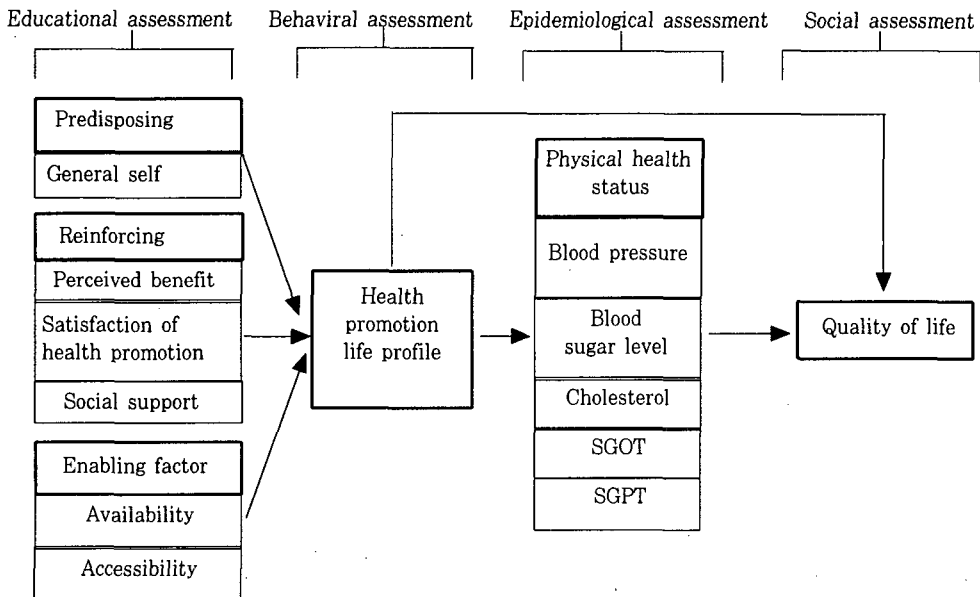 Educational assessment
Behaviral assessment
Epidemiological assessment
Social assessment
Predisposing
General self
Reinforcing
Perceived benefit
Satisfaction of
health promotion
Social support
Enabling factor
Availability
Accessibility
Health
promotion
life profile
Physical health
status
Blood pressure
Blood
sugar level
Cholesterol
SGOT
SGPT
Quality of life